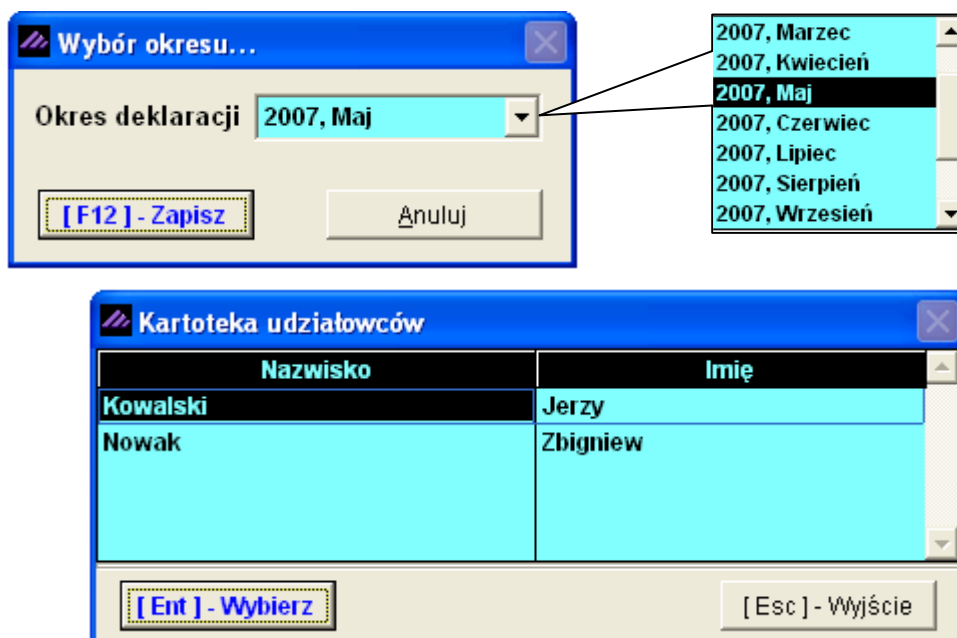 Wybór okresu...
Okres deklaracji 2007, Maj
[ F12 ] - Zapisz Anuluj
2007, Marzec
2007, Kwiecień
2007, Maj
2007, Czerwiec
2007, Lipiec
2007, Sierpień
2007, Wrzesień
Kartoteka udziałowców
Nazwisko Imię
Kowalski Jerzy
Nowak Zbigniew
[ Ent ] - Wybierz [ Esc ] - Wyjście